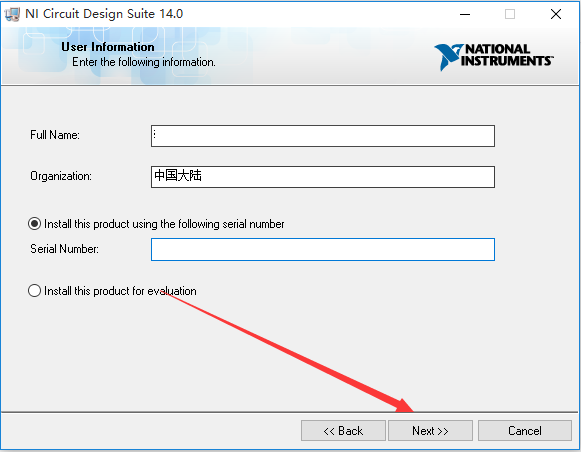 NI Circuit Design Suite 14.0
User Information
Enter the following information.
NATIONAL
INSTRUMENTS™
Full Name:
Organization: 中国大陆
Install this product using the following serial number
Serial Number:
Install this product for evaluation
<< Back Next >> Cancel